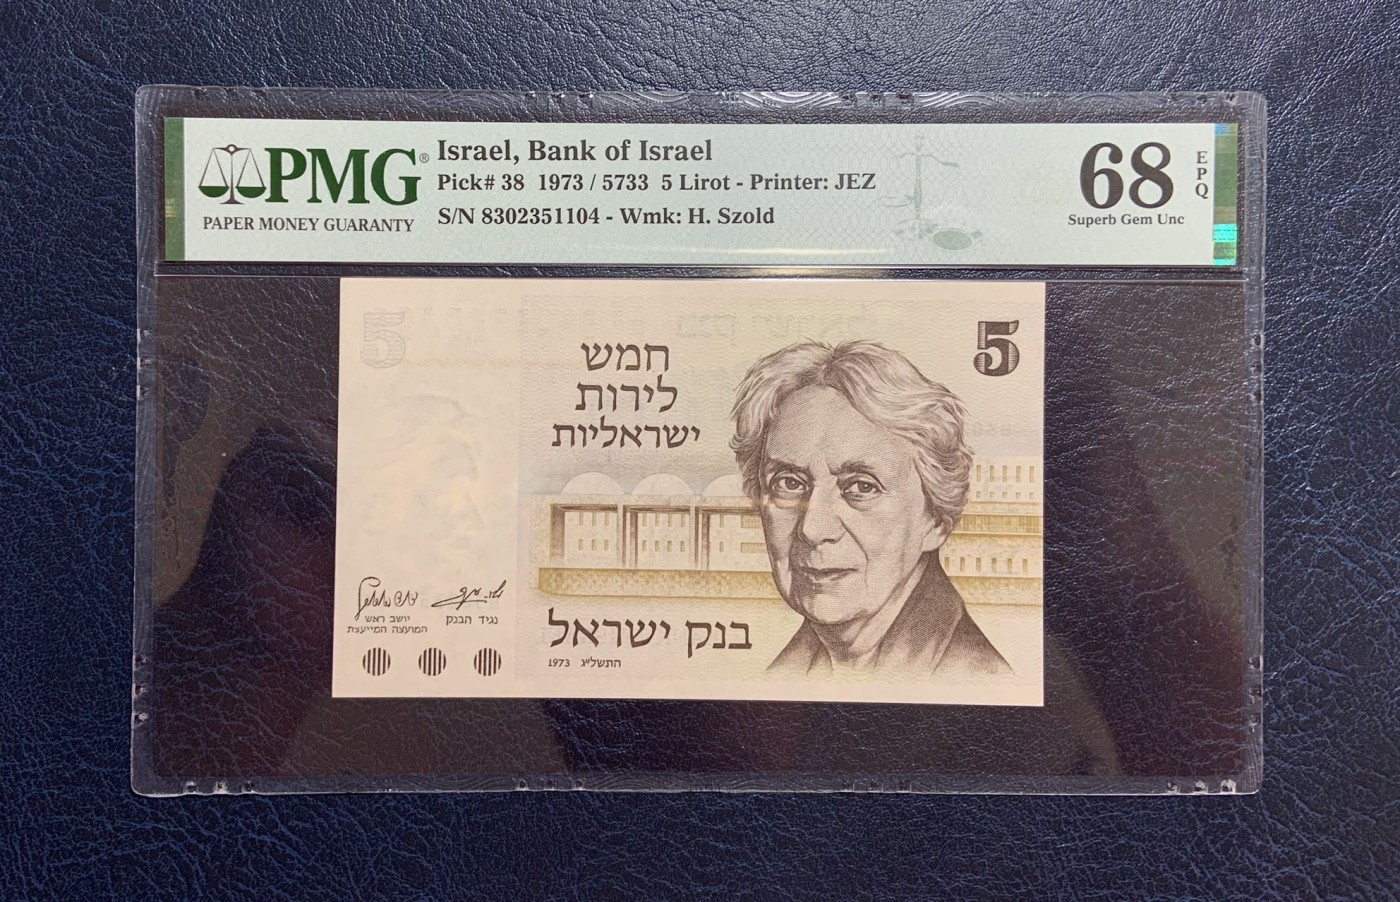 PMG®
PAPER MONEY GUARANTY
Israel, Bank of Israel
Pick# 38 1973 / 5733 5 Lirot - Printer: JEZ
S/N 8302351104 - Wmk: H. Szold
68
EPQ
Superb Gem Unc
5
5
חמש
לירות
ישראליות
נגיד הבנק
יושב ראש
המועצה המייעצת
בנק ישראל
1973 התשל״ג